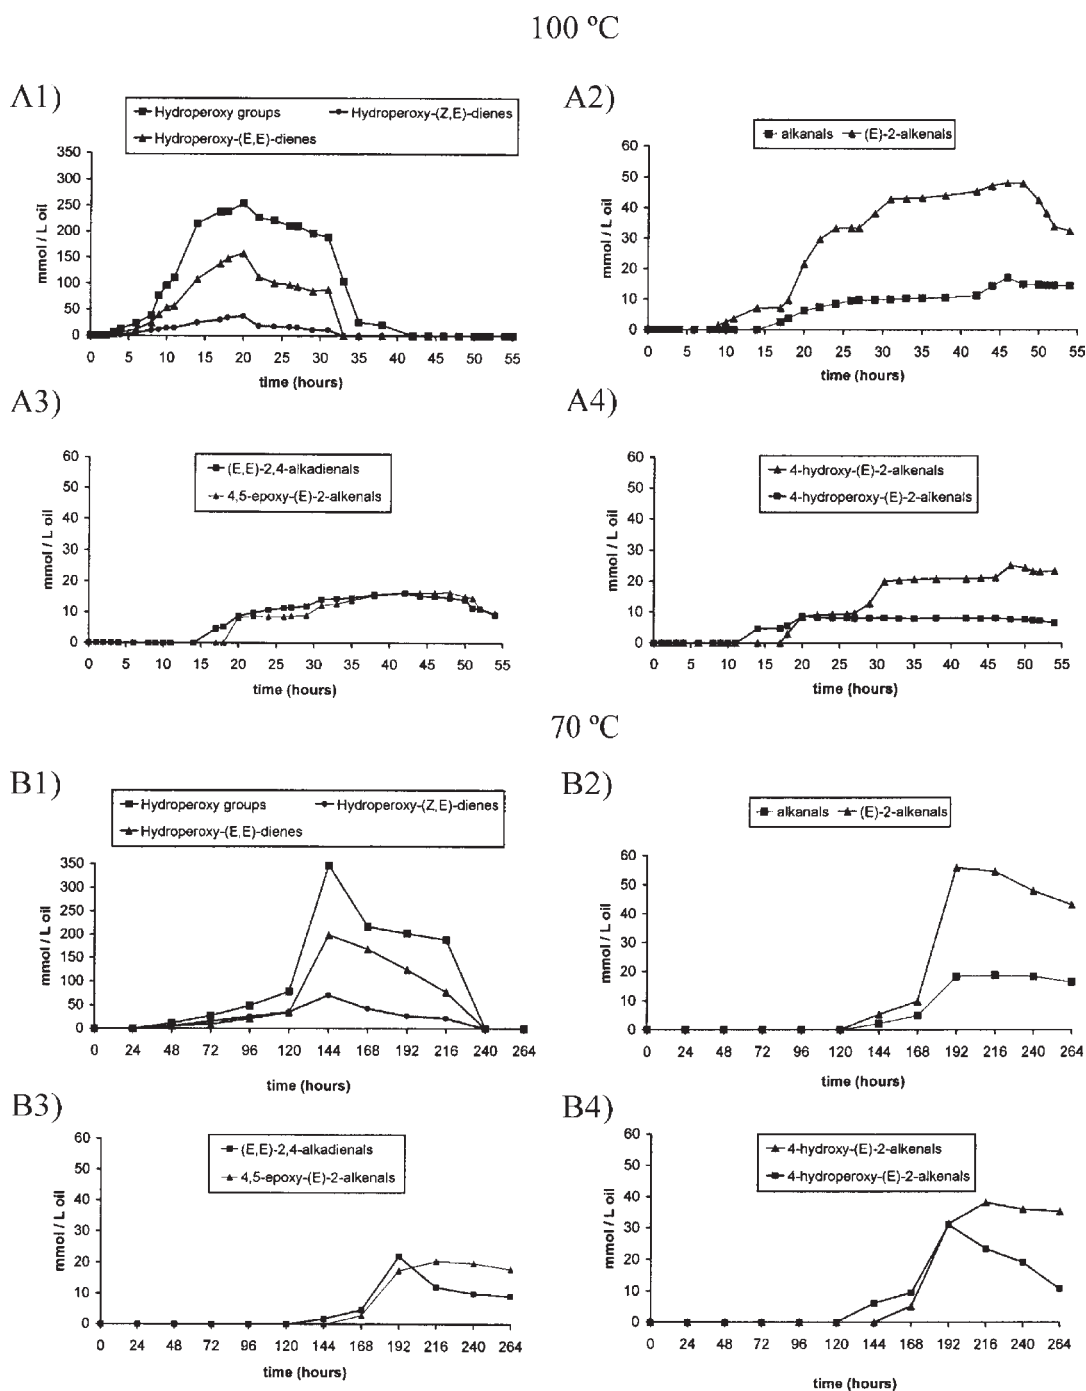 100 ºC
A1)
Hydroperoxy groups Hydroperoxy-(Z,E)-dienes
Hydroperoxy-(E,E)-dienes
350
300
250
200
150
100
50
0
mmol / L oil
0 5 10 15 20 25 30 35 40 45 50 55
time (hours)
A2)
alkanals (E)-2-alkenals
60
50
40
30
20
10
0
mmol / L oil
0 5 10 15 17 20 26 31 40 45 50 54
time (hours)
A3)
(E,E)-2,4-alkadienals
4,5-epoxy-(E)-2-alkenals
60
50
40
30
20
10
0
mmol / L oil
0 5 10 15 20 25 30 35 40 45 50 55
time (hours)
A4)
4-hydroxy-(E)-2-alkenals
4-hydroperoxy-(E)-2-alkenals
60
50
40
30
20
10
0
mmol / L oil
0 5 10 15 17 20 26 31 40 45 50 54
time (hours)
70 ºC
B1)
Hydroperoxy groups Hydroperoxy-(Z,E)-dienes
Hydroperoxy-(E,E)-dienes
350
300
250
200
150
100
50
0
mmol / L oil
0 24 48 72 96 120 144 168 192 216 240 264
time (hours)
B2)
alkanals (E)-2-alkenals
60
50
40
30
20
10
0
mmol / L oil
0 24 48 72 96 120 144 168 192 216 240 264
time (hours)
B3)
(E,E)-2,4-alkadienals
4,5-epoxy-(E)-2-alkenals
60
50
40
30
20
10
0
mmol / L oil
0 24 48 72 96 120 144 168 192 216 240 264
time (hours)
B4)
4-hydroxy-(E)-2-alkenals
4-hydroperoxy-(E)-2-alkenals
60
50
40
30
20
10
0
mmol / L oil
0 24 48 72 96 120 144 168 192 216 240 264
time (hours)